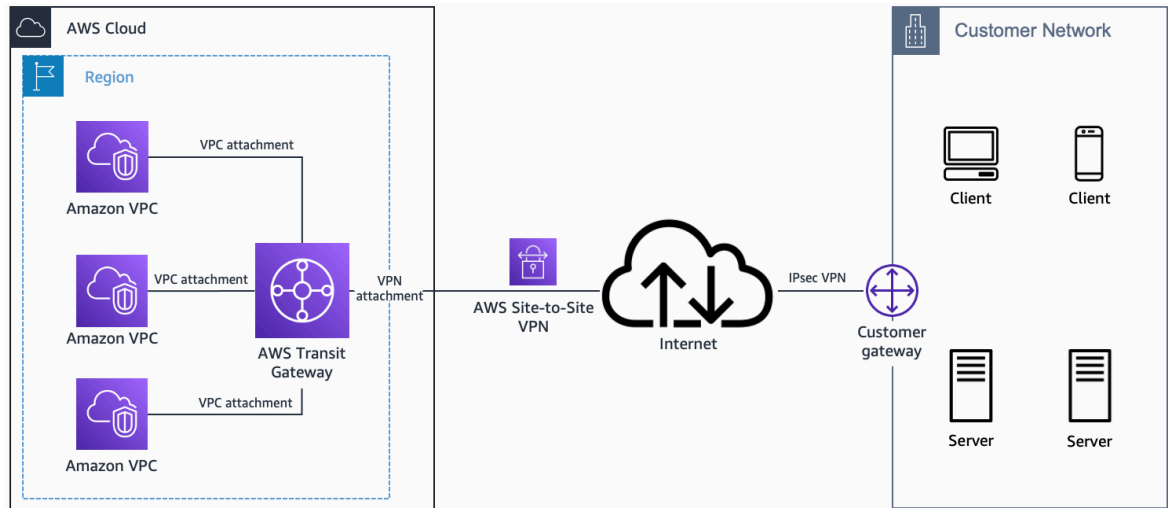 AWS Cloud
Region
VPC attachment
Amazon VPC
VPC attachment
Amazon VPC
AWS Transit
Gateway
VPC attachment
Amazon VPC
VPN
attachment
AWS Site-to-Site
VPN
Internet
IPsec VPN
Customer
gateway
Customer Network
Client
Client
Server
Server